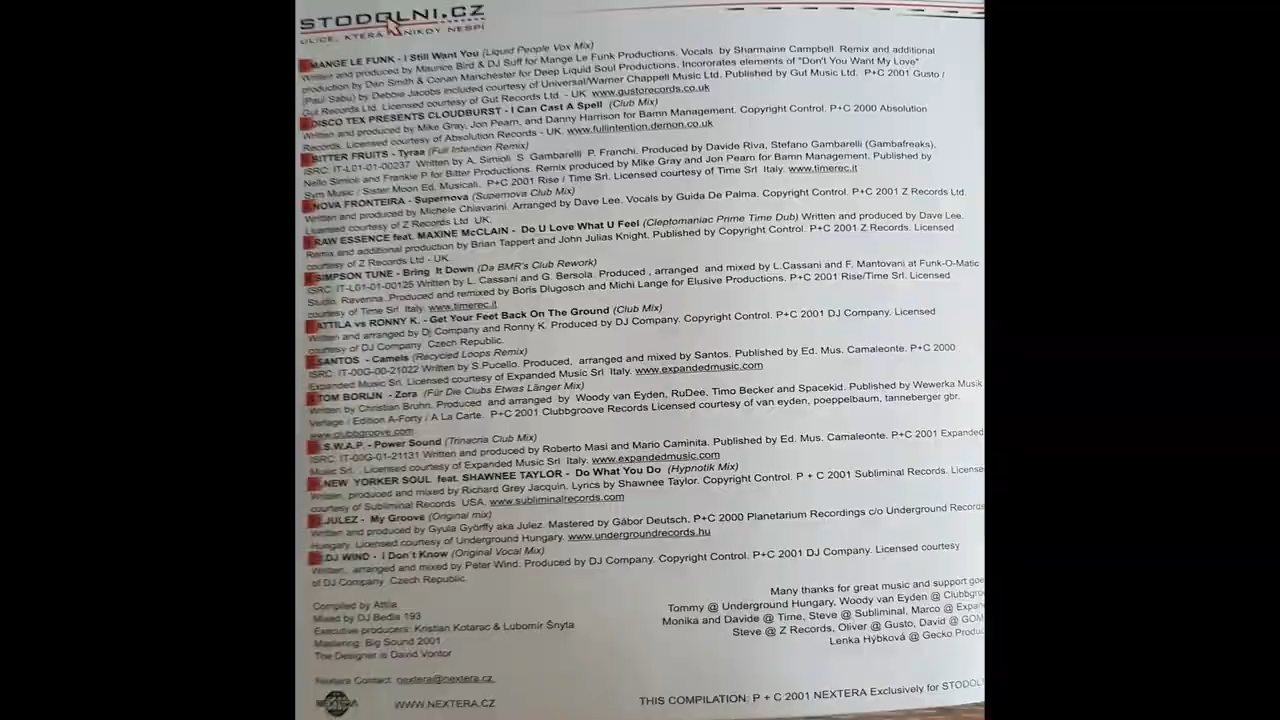 STODOLNI.CZ
ULICE, KTERÁ NIKDY NESPÍ
MANGE LE FUNK - I Still Want You (Liquid People Vox Mix)
Written and produced by Maurice Bird & DJ Suff for Mange Le Funk Productions. Vocals by Sharmaine Campbell. Remix and additional
production by Dan Smith & Conan Manchester for Deep Liquid Soul Productions. Incororates elements of "Don't You Want My Love"
(Paul Sabu) by Debbie Jacobs included courtesy of Universal/Warner Chappell Music Ltd. Published by Gut Music Ltd. P+C 2001 Gusto /
Gut Records Ltd. Licensed courtesy of Gut Records Ltd. - UK www.gustorecords.co.uk
DISCO TEX PRESENTS CLOUDBURST - I Can Cast A Spell (Club Mix)
Written and produced by Mike Gray, Jon Pearn, and Danny Harrison for Bamn Management. Copyright Control. P+C 2000 Absolution
Records. Licensed courtesy of Absolution Records - UK. www.fullintention.demon.co.uk
BITTER FRUITS - Tyraa (Full Intention Remix)
ISRC: IT-L01-01-00237 Written by A. Simioli S. Gambarelli P. Franchi. Produced by Davide Riva, Stefano Gambarelli (Gambafreaks),
Nello Simioli and Frankie P for Bitter Productions. Remix produced by Mike Gray and Jon Pearn for Bamn Management. Published by
Sym Music / Sister Moon Ed. Musicali. P+C 2001 Rise / Time Srl. Licensed courtesy of Time Srl Italy. www.timerec.it
NOVA FRONTEIRA - Supernova (Supernova Club Mix)
Written and produced by Michele Chiavarini. Arranged by Dave Lee. Vocals by Guida De Palma. Copyright Control. P+C 2001 Z Records Ltd.
Licensed courtesy of Z Records Ltd UK.
RAW ESSENCE feat. MAXINE McCLAIN - Do U Love What U Feel (Cleptomaniac Prime Time Dub) Written and produced by Dave Lee.
Remix and additional production by Brian Tappert and John Julias Knight. Published by Copyright Control. P+C 2001 Z Records. Licensed
courtesy of Z Records Ltd - UK.
SIMPSON TUNE - Bring It Down (Da BMR's Club Rework)
ISRC: IT-L01-01-00125 Written by L. Cassani and G. Bersola. Produced , arranged and mixed by L.Cassani and F. Mantovani at Funk-O-Matic
Studio, Ravenna. Produced and remixed by Boris Dlugosch and Michi Lange for Elusive Productions. P+C 2001 Rise/Time Srl. Licensed
courtesy of Time Srl Italy. www.timerec.it
ATTILA vs RONNY K. - Get Your Feet Back On The Ground (Club Mix)
Written and arranged by Dj Company and Ronny K. Produced by DJ Company. Copyright Control. P+C 2001 DJ Company. Licensed
courtesy of DJ Company Czech Republic.
SANTOS - Camels (Recycled Loops Remix)
ISRC: IT-00G-00-21022 Written by S.Pucello. Produced, arranged and mixed by Santos. Published by Ed. Mus. Camaleonte. P+C 2000
Expanded Music Srl. Licensed courtesy of Expanded Music Srl Italy. www.expandedmusic.com
TOM BORIJN - Zora (Für Die Clubs Etwas Länger Mix)
Written by Christian Bruhn. Produced and arranged by Woody van Eyden, RuDee, Timo Becker and Spacekid. Published by Wewerka Musik
Verlage / Edition A-Forty / A La Carte. P+C 2001 Clubbgroove Records Licensed courtesy of van eyden, poeppelbaum, tanneberger gbr.
www.clubbgroove.com
S.W.A.P. - Power Sound (Trinacria Club Mix)
ISRC: IT-00G-01-21131 Written and produced by Roberto Masi and Mario Caminita. Published by Ed. Mus. Camaleonte. P+C 2001 Expanded
Music Srl. . Licensed courtesy of Expanded Music Srl Italy. www.expandedmusic.com
NEW YORKER SOUL feat. SHAWNEE TAYLOR - Do What You Do (Hypnotik Mix)
Written, produced and mixed by Richard Grey Jacquin. Lyrics by Shawnee Taylor. Copyright Control. P + C 2001 Subliminal Records. License
courtesy of Subliminal Records USA. www.subliminalrecords.com
JULEZ - My Groove (Original mix)
Written and produced by Gyula Györffy aka Julez. Mastered by Gábor Deutsch. P+C 2000 Planetarium Recordings c/o Underground Records
Hungary. Licensed courtesy of Underground Hungary. www.undergroundrecords.hu
DJ WIND - I Don't Know (Original Vocal Mix)
Written, arranged and mixed by Peter Wind. Produced by DJ Company. Copyright Control. P+C 2001 DJ Company. Licensed courtesy
of DJ Company Czech Republic.
Compiled by Attila
Mixed by DJ Bedla 193
Executive producers: Kristian Kotarac & Lubomír Šnyta
Mastering: Big Sound 2001
The Designer is David Vontor
Nextera Contact: nextera@nextera.cz
NEXTERA
WWW.NEXTERA.CZ
Many thanks for great music and support goe
Tommy @ Underground Hungary, Woody van Eyden @ Clubbgro
Monika and Davide @ Time, Steve @ Subliminal, Marco @ Expan
Steve @ Z Records, Oliver @ Gusto, David @ GOM
Lenka Hýbková @ Gecko Produ
THIS COMPILATION: P + C 2001 NEXTERA Exclusively for STODOL